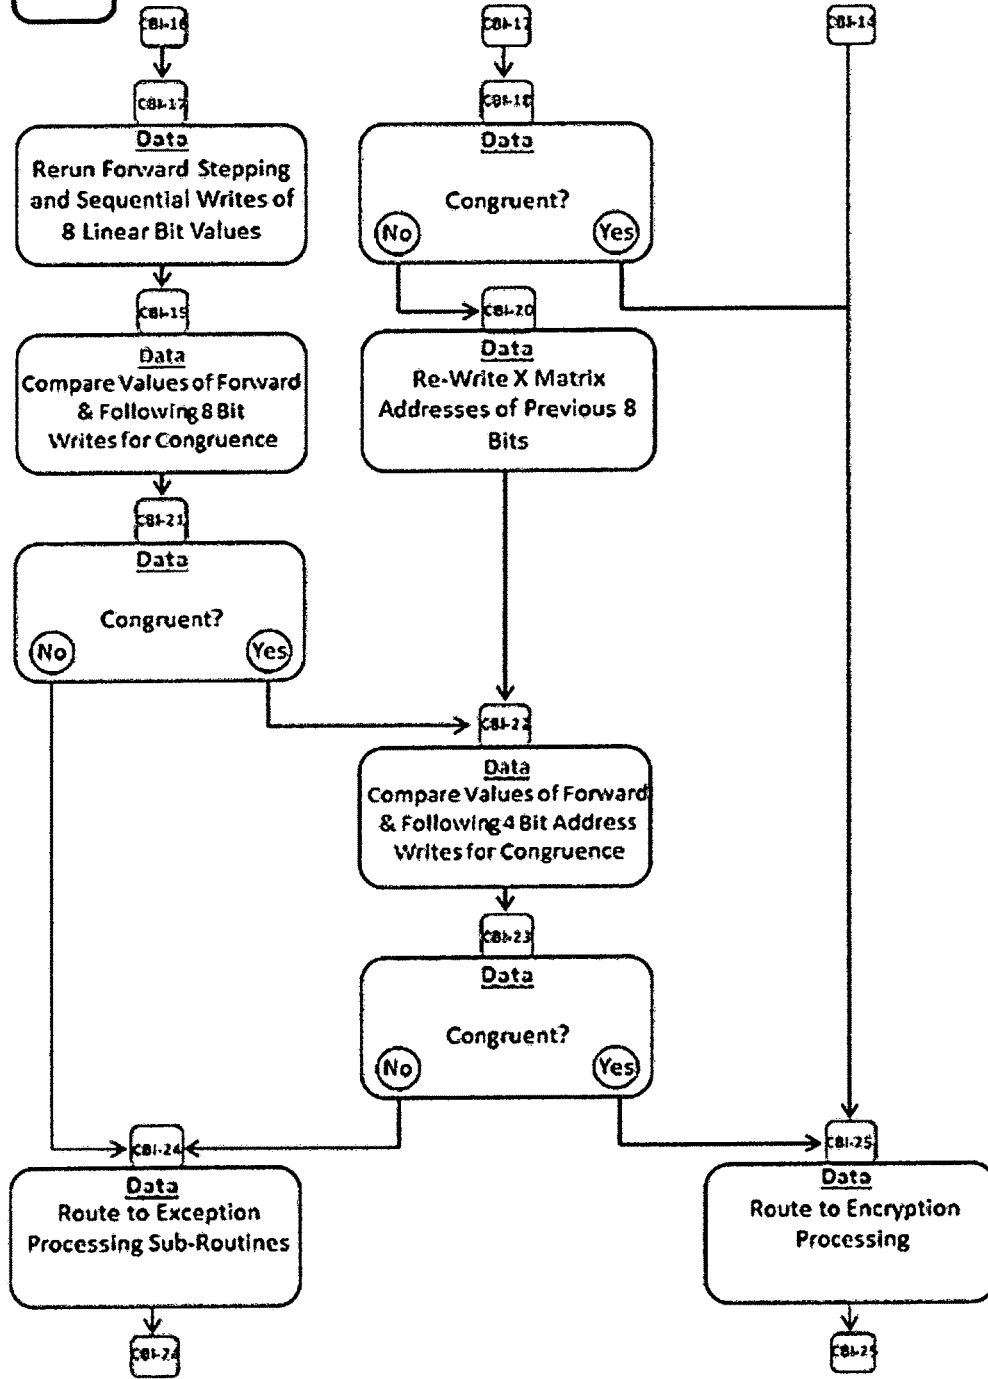 CBI-16
CBI-17
Data
Rerun Forward Stepping
and Sequential Writes of
8 Linear Bit Values
CBI-15
Data
Compare Values of Forward
& Following 8 Bit
Writes for Congruence
CBI-21
Data
Congruent?
No
Yes
CBI-17
CBI-18
Data
Congruent?
No
Yes
CBI-20
Data
Re-Write X Matrix
Addresses of Previous 8
Bits
CBI-22
Data
Compare Values of Forward
& Following 4 Bit Address
Writes for Congruence
CBI-23
Data
Congruent?
No
Yes
CBI-24
Data
Route to Exception
Processing Sub-Routines
CBI-24
CBI-14
CBI-25
Data
Route to Encryption
Processing
CBI-25